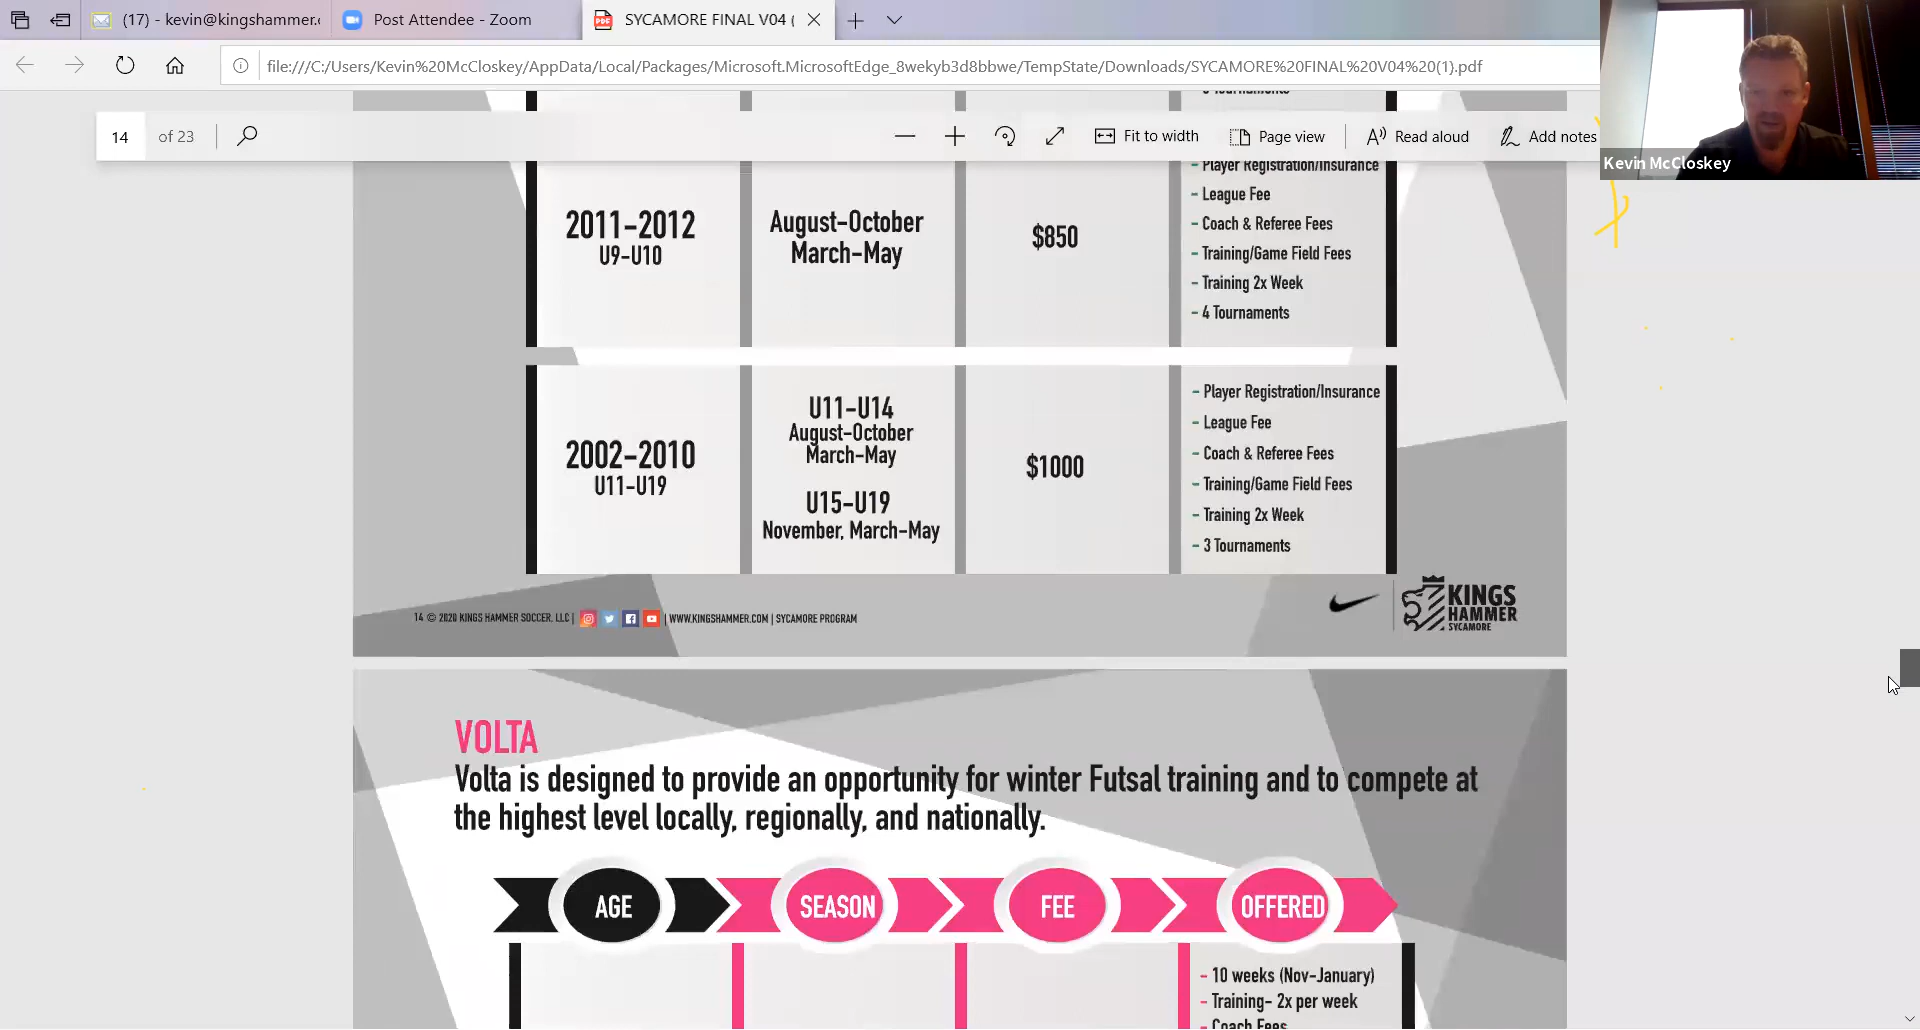 (17) - kevin@kingshammer.c
Post Attendee - Zoom
SYCAMORE FINAL V04 (
file:///C:/Users/Kevin%20McCloskey/AppData/Local/Packages/Microsoft.MicrosoftEdge_8wekyb3d8bbwe/TempState/Downloads/SYCAMORE%20FINAL%20V04%20(1).pdf
14 of 23
Fit to width
Page view
Read aloud
Add notes
Kevin McCloskey
Tournaments
2011-2012
U9-U10
August-October
March-May
$850
- Player Registration/Insurance
- League Fee
- Coach & Referee Fees
- Training/Game Field Fees
- Training 2x Week
- 4 Tournaments
2002-2010
U11-U19
U11-U14
August-October
March-May
U15-U19
November, March-May
$1000
- Player Registration/Insurance
- League Fee
- Coach & Referee Fees
- Training/Game Field Fees
- Training 2x Week
- 3 Tournaments
14 © 2020 KINGS HAMMER SOCCER, LLC | | WWW.KINGSHAMMER.COM | SYCAMORE PROGRAM
KINGS
HAMMER
SYCAMORE
VOLTA
Volta is designed to provide an opportunity for winter Futsal training and to compete at
the highest level locally, regionally, and nationally.
AGE
SEASON
FEE
OFFERED
- 10 weeks (Nov-January)
- Training- 2x per week
Coach Fees